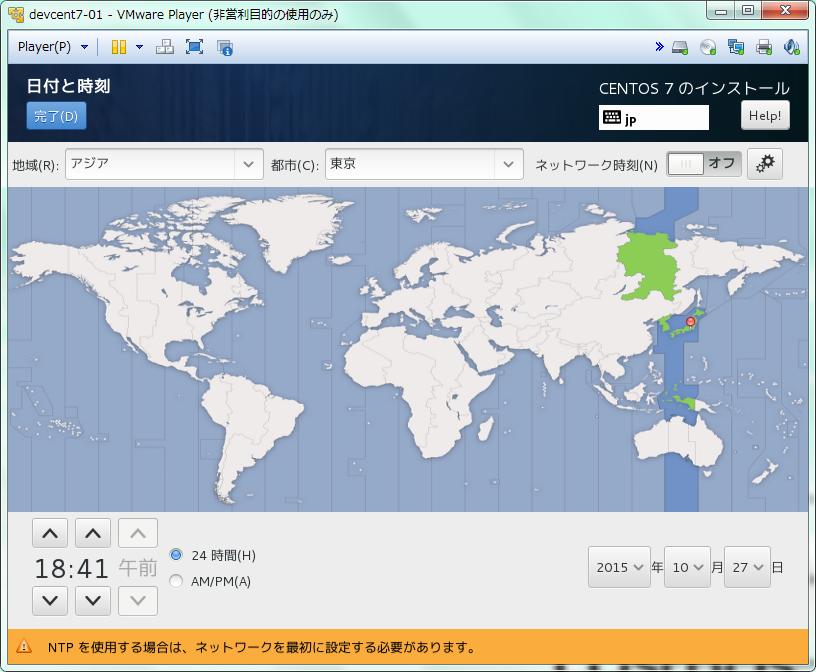 devcent7-01 - VMware Player (非営利目的の使用のみ)
Player(P)
日付と時刻
CENTOS 7 のインストール
完了(D)
jp
Help!
地域(R): アジア 都市(C): 東京 ネットワーク時刻(N) オフ
24 時間(H)
18:41 午前
AM/PM(A)
2015 年 10 月 27 日
NTP を使用する場合は、ネットワークを最初に設定する必要があります。